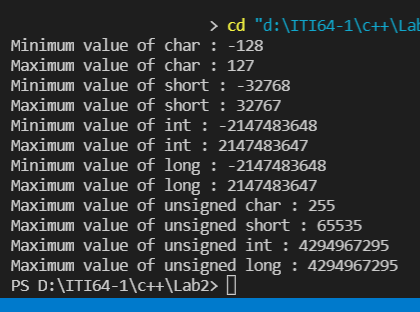 > cd "d:\ITI64-1\c++\Lab
Minimum value of char : -128
Maximum value of char : 127
Minimum value of short : -32768
Maximum value of short : 32767
Minimum value of int : -2147483648
Maximum value of int : 2147483647
Minimum value of long : -2147483648
Maximum value of long : 2147483647
Maximum value of unsigned char : 255
Maximum value of unsigned short : 65535
Maximum value of unsigned int : 4294967295
Maximum value of unsigned long : 4294967295
PS D:\ITI64-1\c++\Lab2>